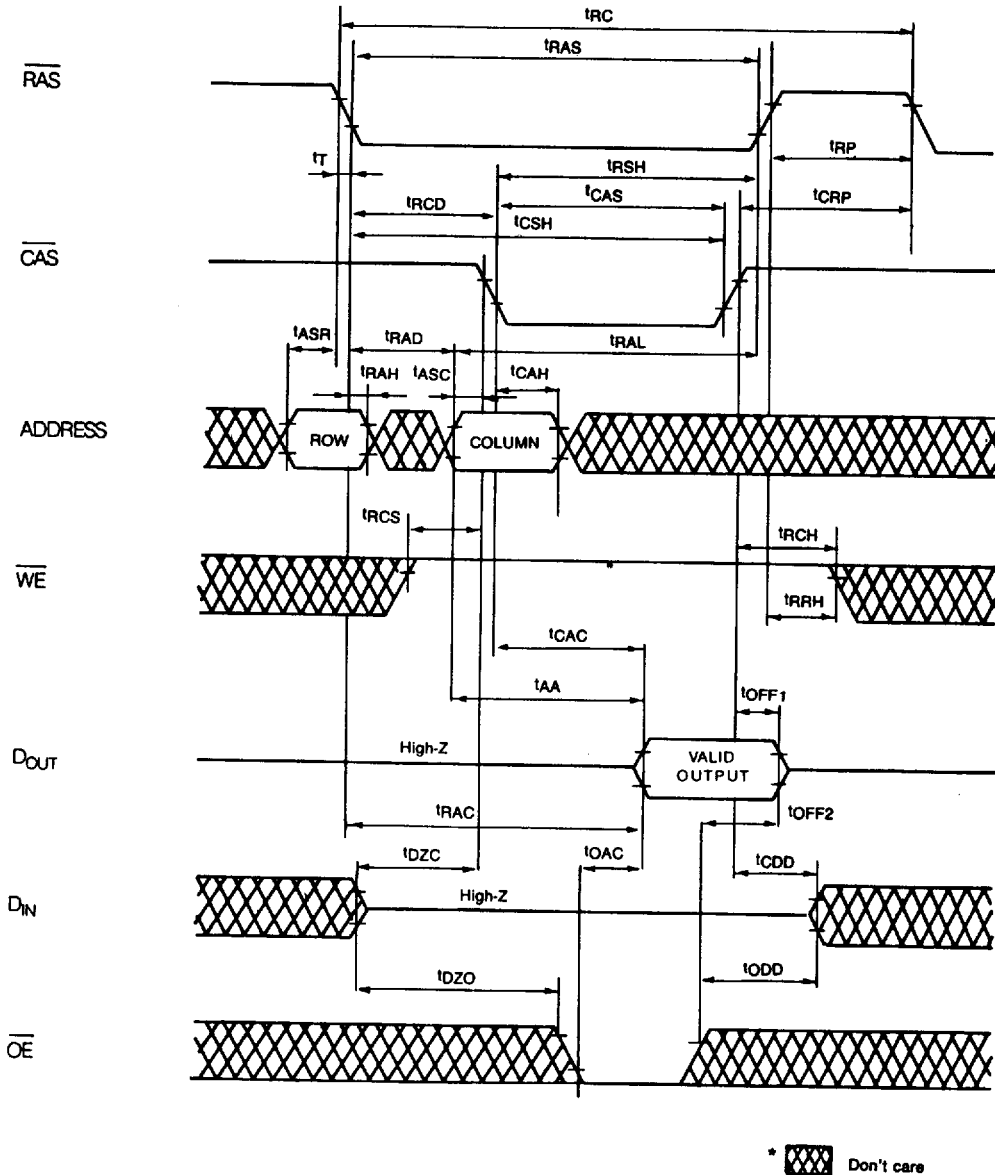 tRC
tRAS
RAS
tT
tRP
tRSH
tCAS
tRCD
tCRP
tCSH
CAS
tASR
tRAD
tRAL
tRAH
tASC
tCAH
ADDRESS
ROW
COLUMN
tRCS
tRCH
WE
tRRH
tCAC
tAA
tOFF1
High-Z
VALID
OUTPUT
DOUT
tRAC
tOFF2
tDZC
tOAC
tCDD
High-Z
DIN
tDZO
tODD
OE
* Don't care